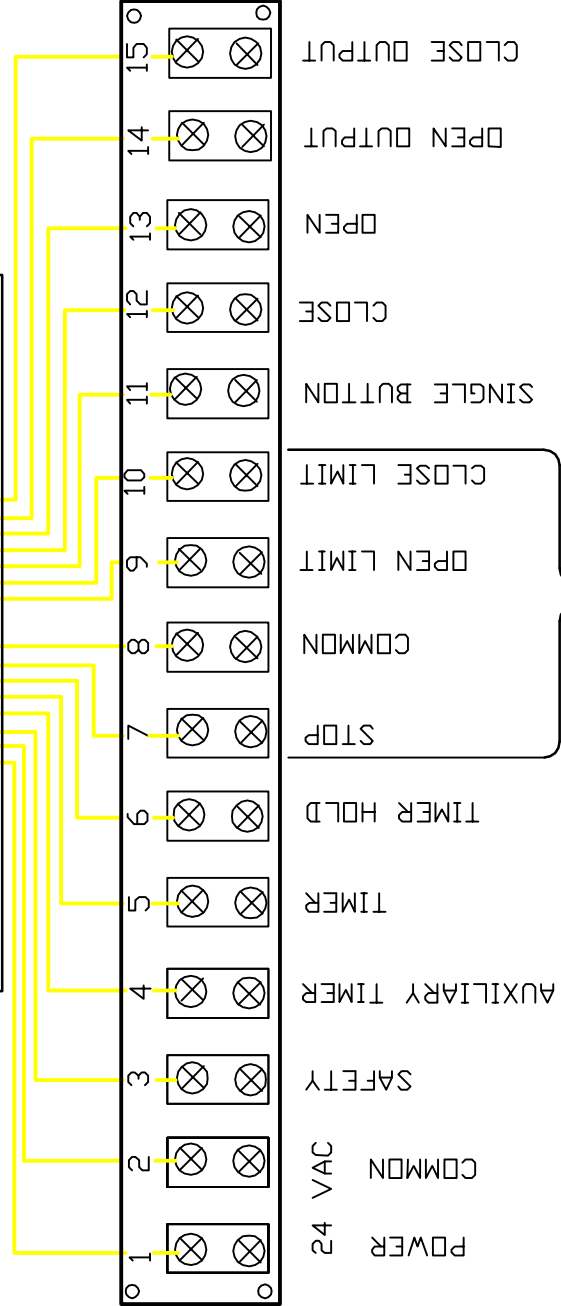 15 CLOSE OUTPUT
14 OPEN OUTPUT
13 OPEN
12 CLOSE
11 SINGLE BUTTON
10 CLOSE LIMIT
9 OPEN LIMIT
8 COMMON
7 STOP
6 TIMER HOLD
5 TIMER
4 AUXILIARY TIMER
3 SAFETY
2 COMMON
24 VAC
1 POWER